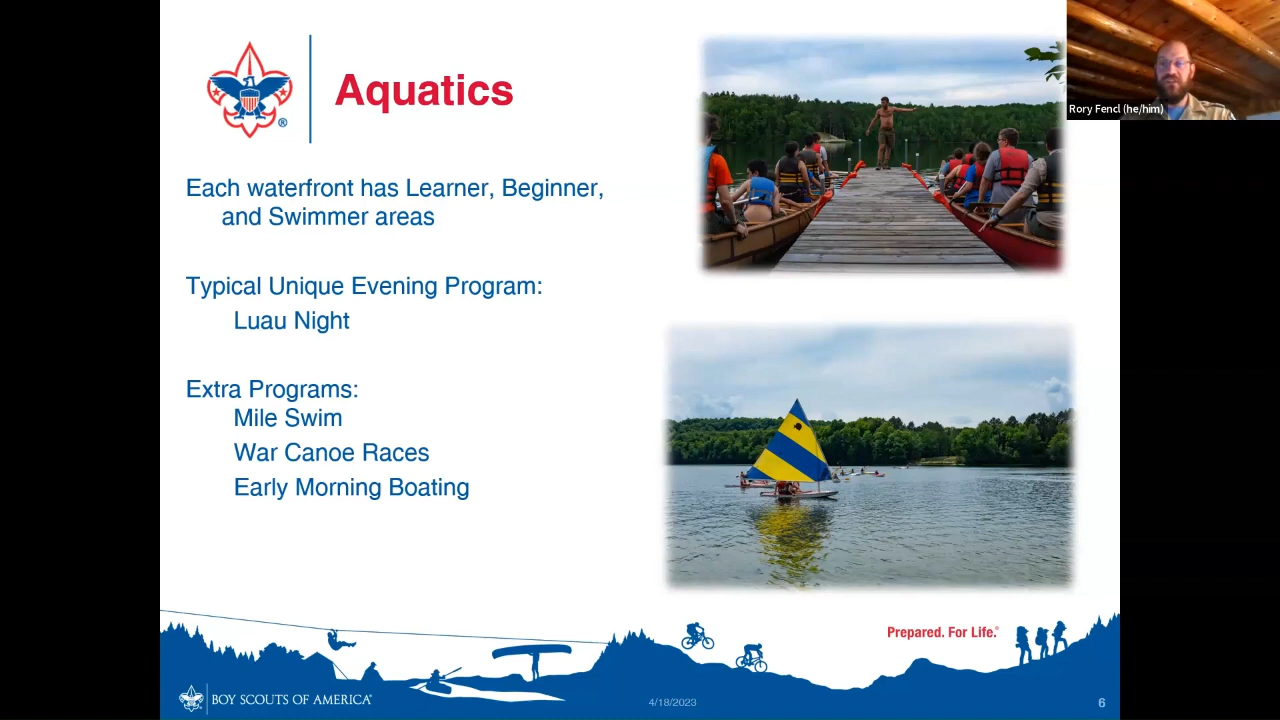 Aquatics
Each waterfront has Learner, Beginner,
and Swimmer areas
Typical Unique Evening Program:
Luau Night
Extra Programs:
Mile Swim
War Canoe Races
Early Morning Boating
Rory Fencl (he/him)
Prepared. For Life.®
BOY SCOUTS OF AMERICA®
4/18/2023
6